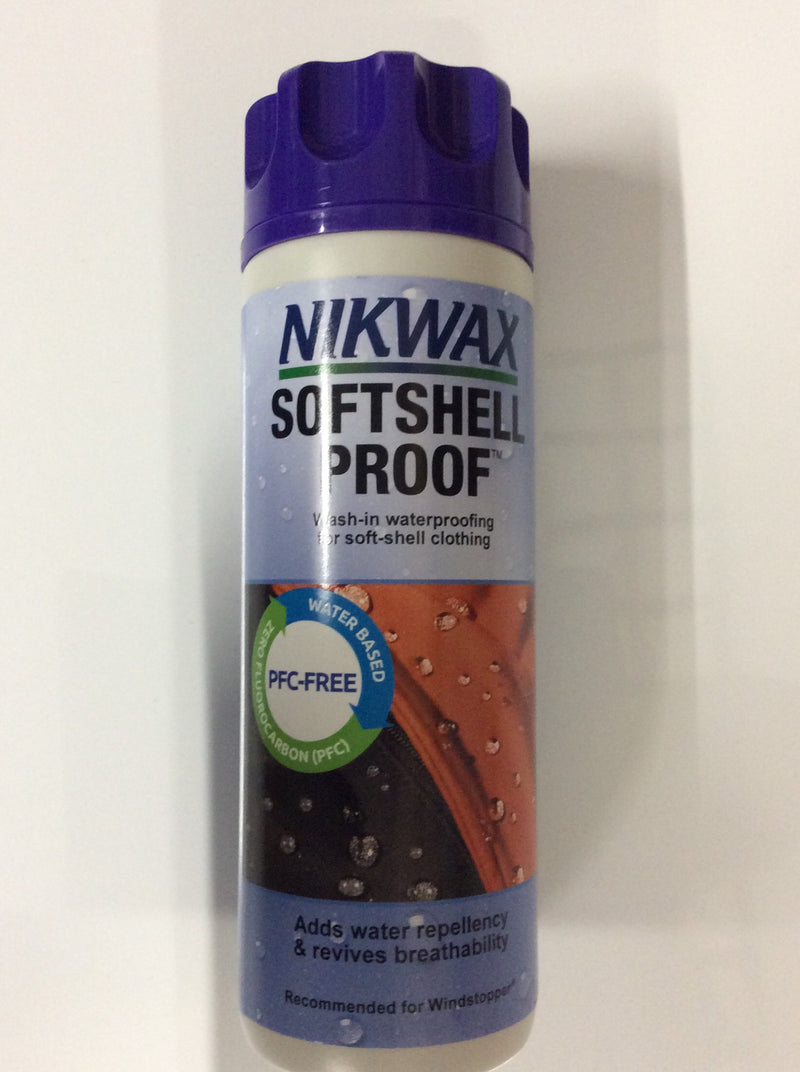 NIKWAX
SOFTSHELL
PROOF™
Wash-in waterproofing
for soft-shell clothing
WATER BASED
ZERO FLUOROCARBON (PFC)
PFC-FREE
Adds water repellency
& revives breathability
Recommended for Windstopper®